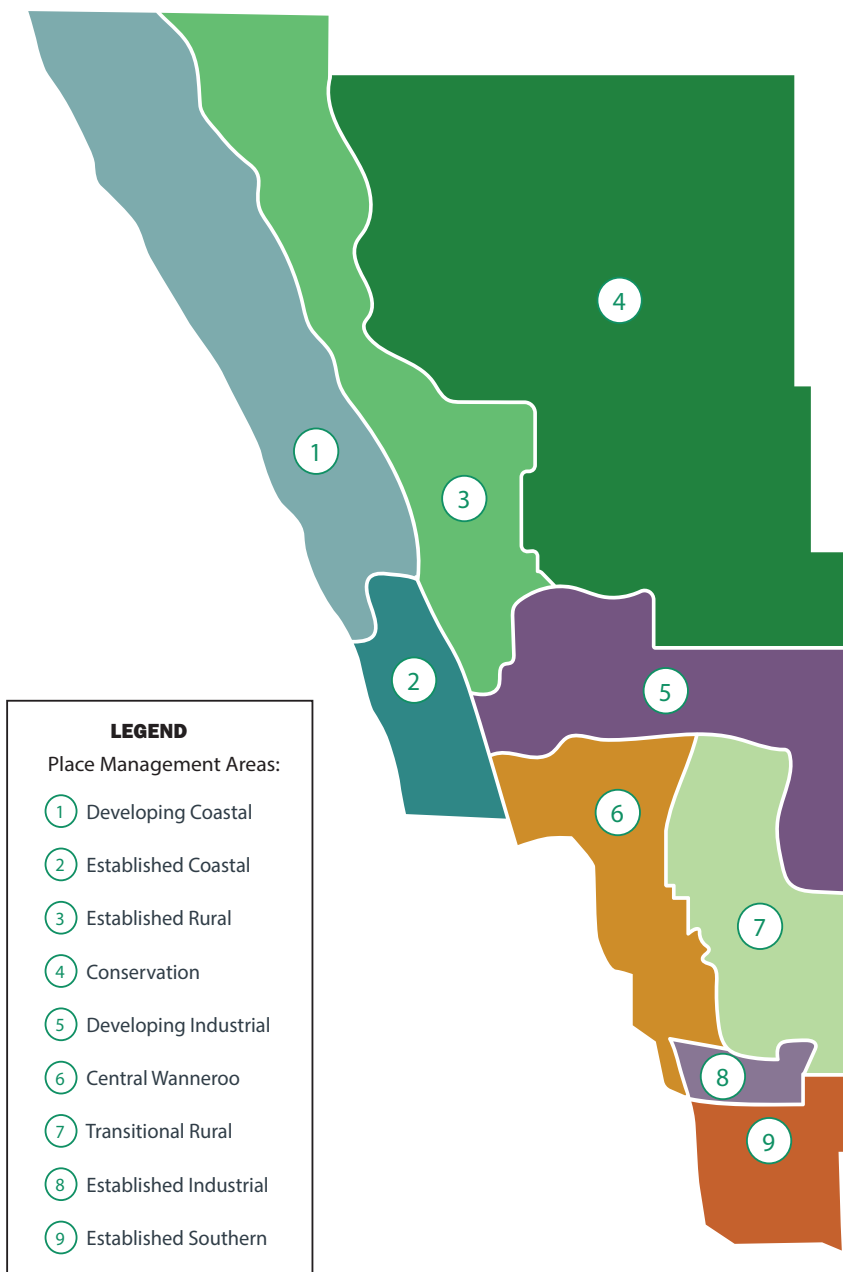 4
1
3
2
5
6
7
8
9
LEGEND
Place Management Areas:
1 Developing Coastal
2 Established Coastal
3 Established Rural
4 Conservation
5 Developing Industrial
6 Central Wanneroo
7 Transitional Rural
8 Established Industrial
9 Established Southern